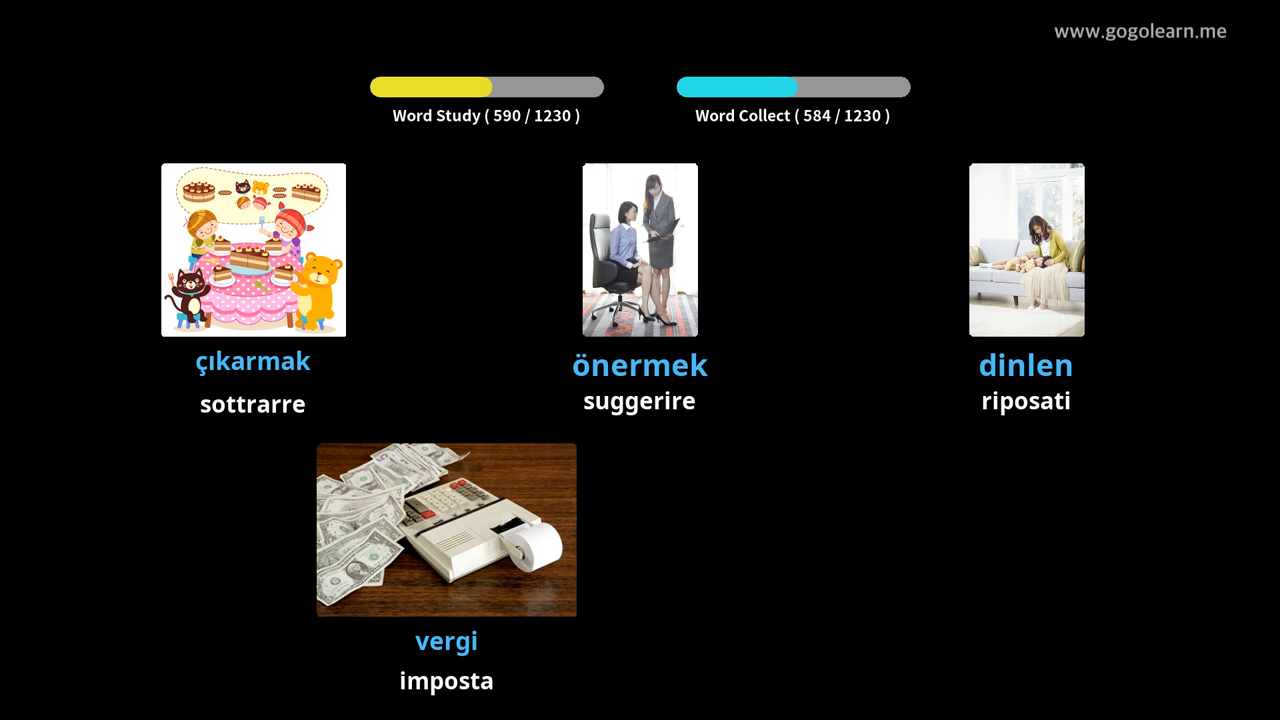 www.gogolearn.me
Word Study ( 590 / 1230 )
Word Collect ( 584 / 1230 )
çıkarmak
sottrarre
önermek
suggerire
dinlen
riposati
vergi
imposta